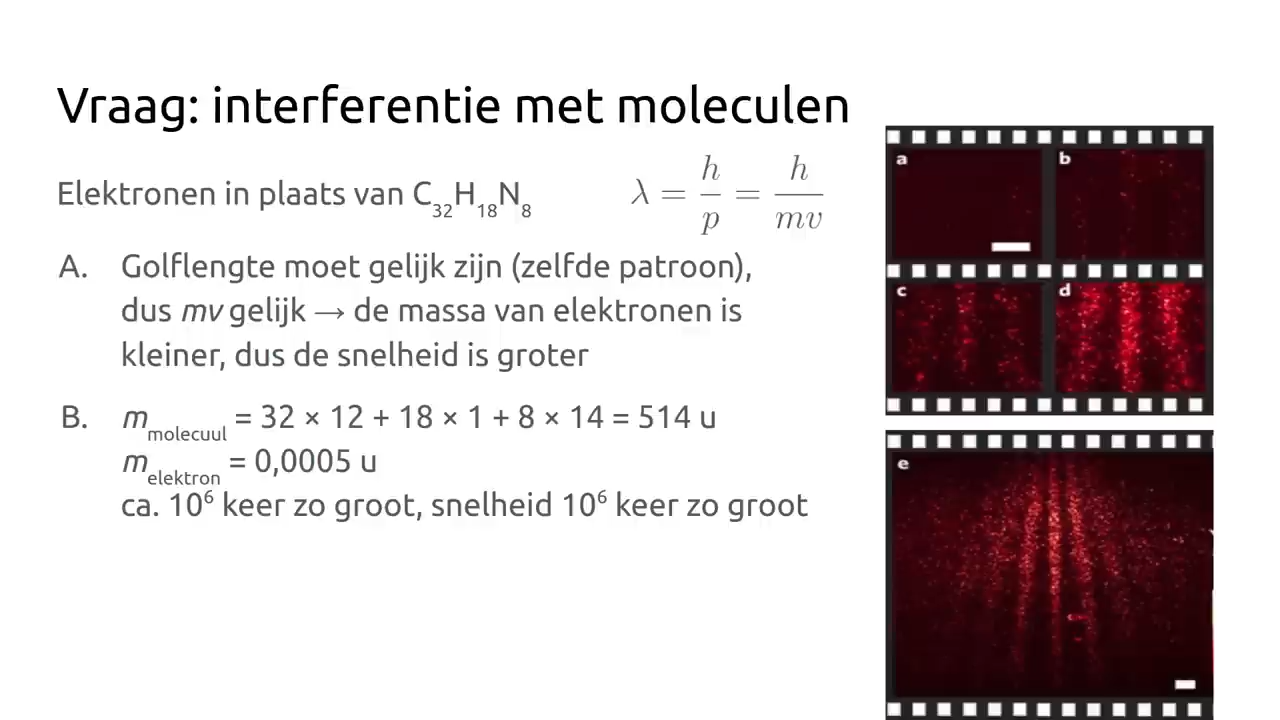 Vraag: interferentie met moleculen
Elektronen in plaats van C₃₂H₁₈N₈
λ = h/p = h/mv
A. Golflengte moet gelijk zijn (zelfde patroon),
dus mv gelijk → de massa van elektronen is
kleiner, dus de snelheid is groter
B. m_molecuul = 32 × 12 + 18 × 1 + 8 × 14 = 514 u
m_elektron = 0,0005 u
ca. 10⁶ keer zo groot, snelheid 10⁶ keer zo groot
a
b
c
d
e